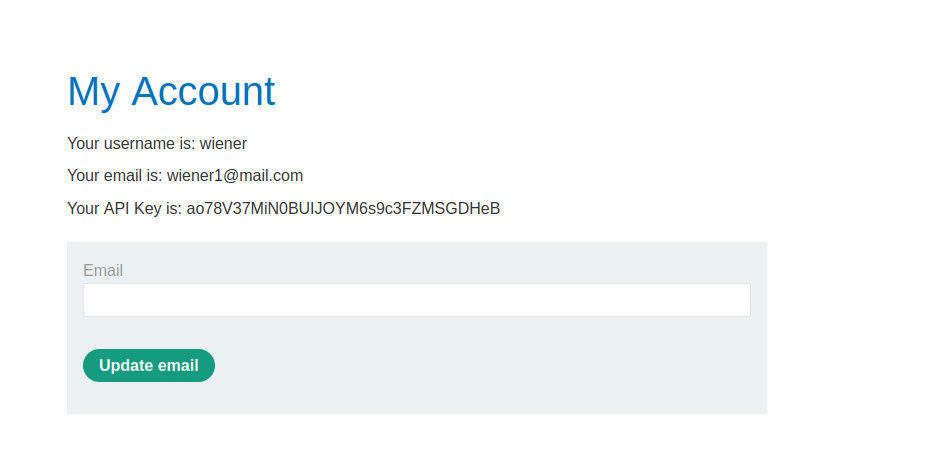 My Account
Your username is: wiener
Your email is: wiener1@mail.com
Your API Key is: ao78V37MiN0BUIJOYM6s9c3FZMSGDHeB
Email
Update email